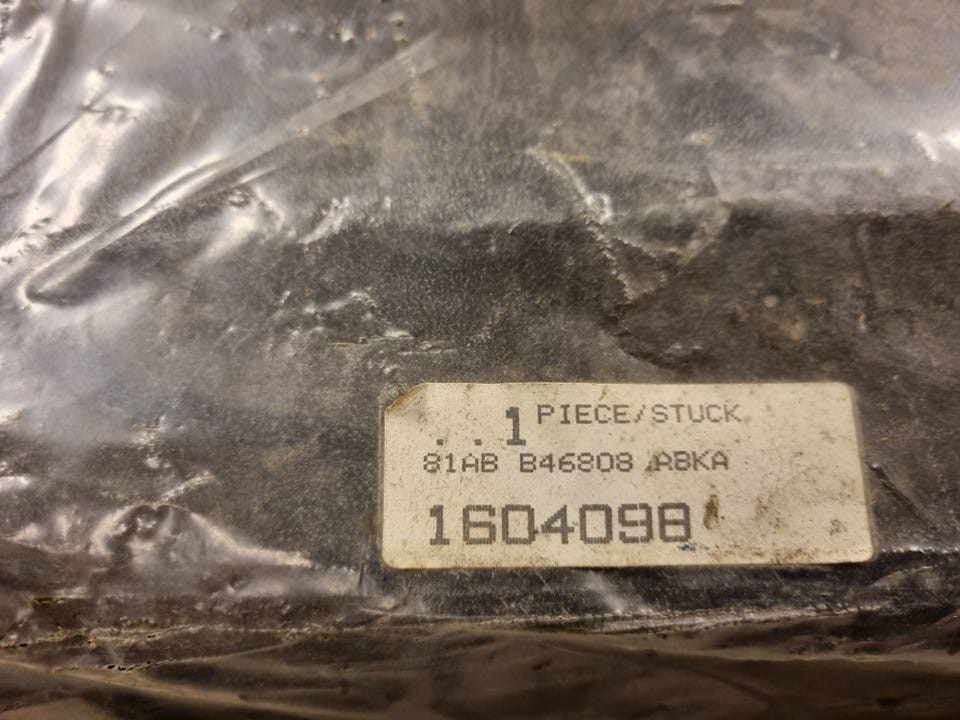 ..1 PIECE/STUCK
81AB B46808 ABKA
1604098